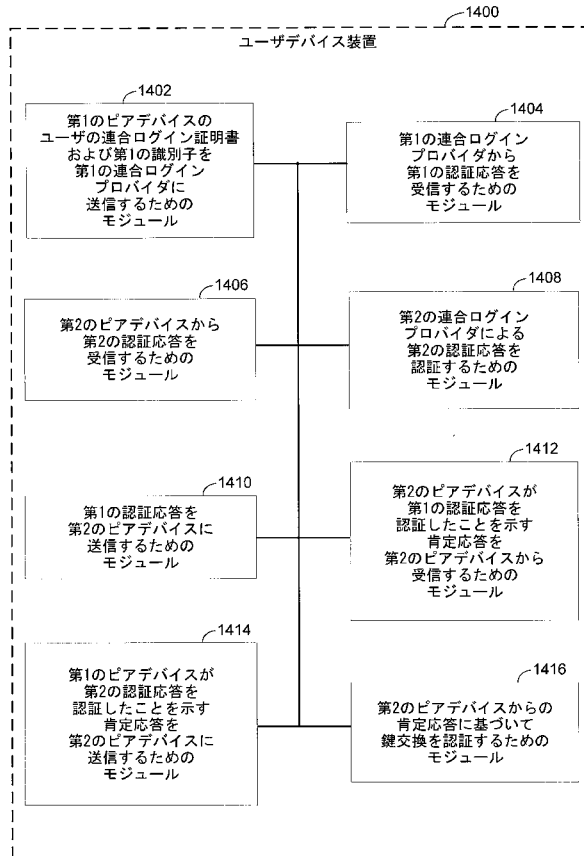 1400
ユーザデバイス装置
1402
第1のピアデバイスの
ユーザの連合ログイン証明書
および第1の識別子を
第1の連合ログイン
プロバイダに
送信するための
モジュール
1404
第1の連合ログイン
プロバイダから
第1の認証応答を
受信するための
モジュール
1406
第2のピアデバイスから
第2の認証応答を
受信するための
モジュール
1408
第2の連合ログイン
プロバイダによる
第2の認証応答を
認証するための
モジュール
1410
第1の認証応答を
第2のピアデバイスに
送信するための
モジュール
1412
第2のピアデバイスが
第1の認証応答を
認証したことを示す
肯定応答を
第2のピアデバイスから
受信するための
モジュール
1414
第1のピアデバイスが
第2の認証応答を
認証したことを示す
肯定応答を
第2のピアデバイスに
送信するための
モジュール
1416
第2のピアデバイスからの
肯定応答に基づいて
鍵交換を認証するための
モジュール